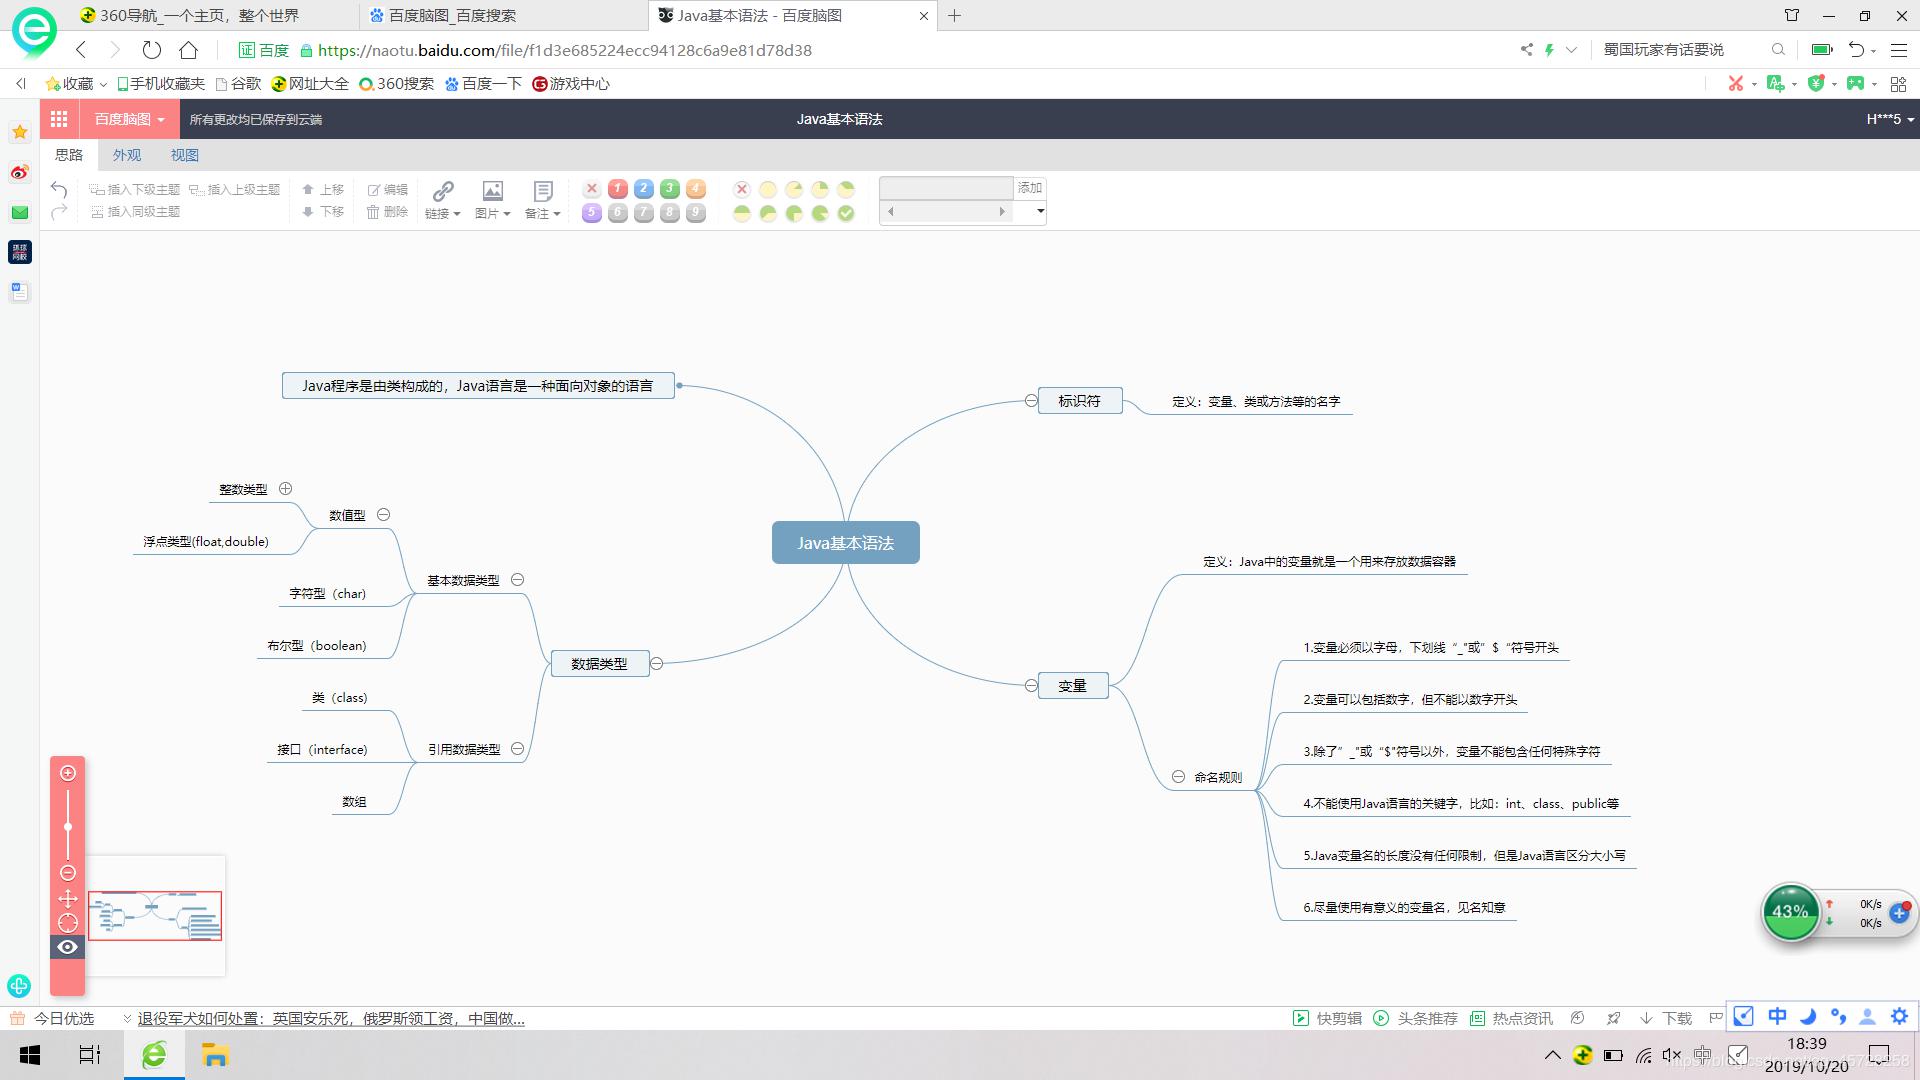 360导航_一个主页，整个世界
百度脑图_百度搜索
Java基本语法 - 百度脑图
证 百度
https://naotu.baidu.com/file/f1d3e685224ecc94128c6a9e81d78d38
蜀国玩家有话要说
收藏
手机收藏夹
谷歌
网址大全
360搜索
百度一下
游戏中心
百度脑图
所有更改均已保存到云端
Java基本语法
H***5
思路
外观
视图
插入下级主题
插入上级主题
插入同级主题
上移
下移
编辑
删除
链接
图片
备注
1 2 3 4
5 6 7 8 9
添加
Java程序是由类构成的，Java语言是一种面向对象的语言
标识符
定义：变量、类或方法等的名字
整数类型
数值型
浮点类型(float,double)
基本数据类型
字符型（char)
布尔型（boolean)
数据类型
类（class)
接口（interface)
引用数据类型
数组
Java基本语法
定义：Java中的变量就是一个用来存放数据容器
变量
命名规则
1.变量必须以字母，下划线“_"或”$“符号开头
2.变量可以包括数字，但不能以数字开头
3.除了”_"或“$"符号以外，变量不能包含任何特殊字符
4.不能使用Java语言的关键字，比如：int、class、public等
5.Java变量名的长度没有任何限制，但是Java语言区分大小写
6.尽量使用有意义的变量名，见名知意
43%
0K/s
0K/s
今日优选
退役军犬如何处置：英国安乐死，俄罗斯领工资，中国做...
快剪辑
头条推荐
热点资讯
下载
中
18:39
2019/10/20